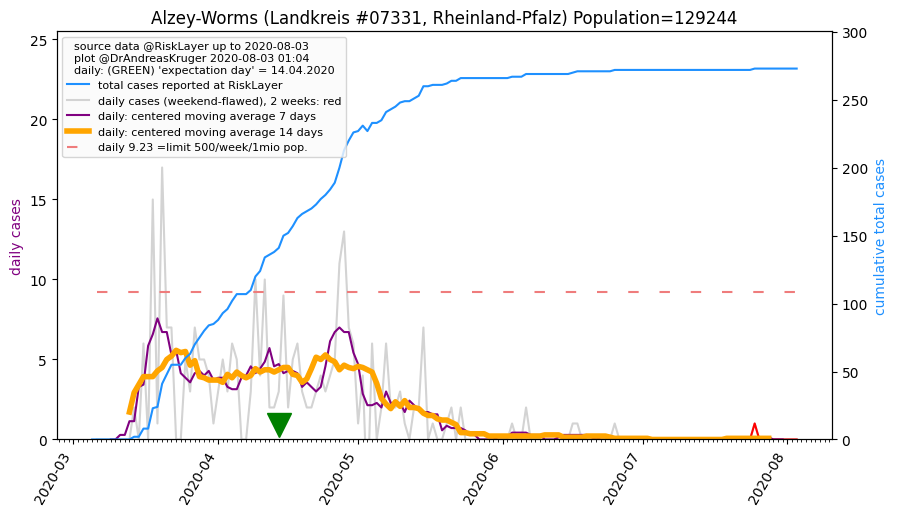 Alzey-Worms (Landkreis #07331, Rheinland-Pfalz) Population=129244
source data @RiskLayer up to 2020-08-03
plot @DrAndreasKruger 2020-08-03 01:04
daily: (GREEN) 'expectation day' = 14.04.2020
total cases reported at RiskLayer
daily cases (weekend-flawed), 2 weeks: red
daily: centered moving average 7 days
daily: centered moving average 14 days
daily 9.23 =limit 500/week/1mio pop.
daily cases
25
20
15
10
5
0
cumulative total cases
300
250
200
150
100
50
0
2020-03
2020-04
2020-05
2020-06
2020-07
2020-08